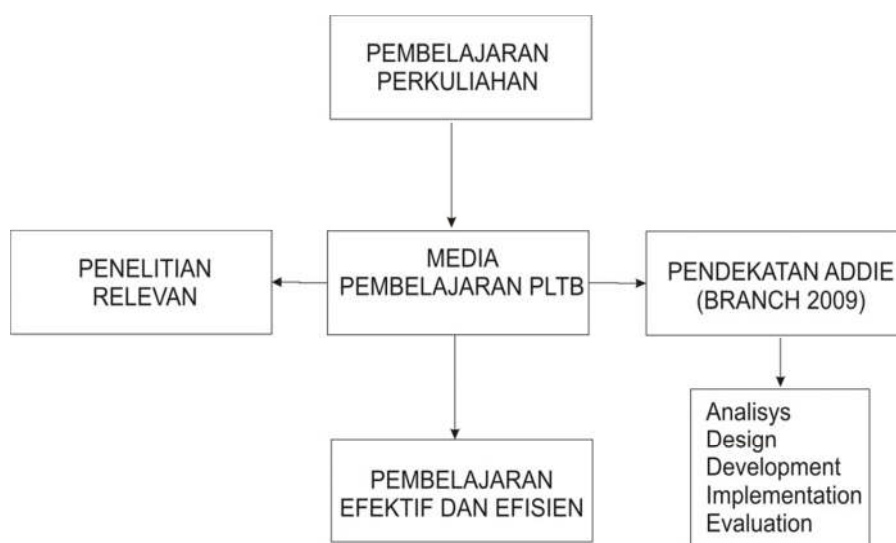 PEMBELAJARAN
PERKULIAHAN
PENELITIAN
RELEVAN
MEDIA
PEMBELAJARAN PLTB
PENDEKATAN ADDIE
(BRANCH 2009)
PEMBELAJARAN
EFEKTIF DAN EFISIEN
Analisys
Design
Development
Implementation
Evaluation